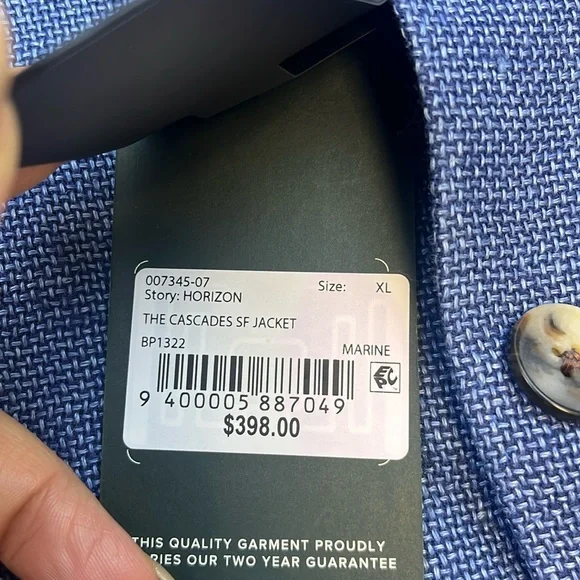 007345-07 Size: XL
Story: HORIZON
THE CASCADES SF JACKET
BP1322 MARINE
9 400005 887049
$398.00
THIS QUALITY GARMENT PROUDLY
CARRIES OUR TWO YEAR GUARANTEE